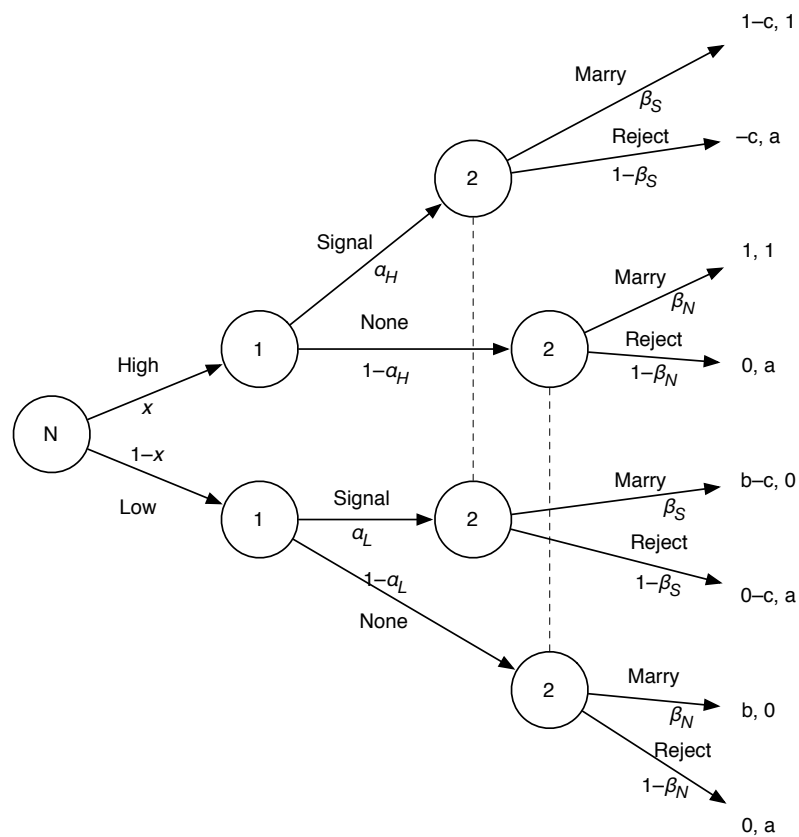 1–c, 1
Marry
β_S
Reject
–c, a
1–β_S
2
Signal
α_H
1, 1
Marry
β_N
None
Reject
1
2
1–α_H
1–β_N
0, a
High
x
N
1–x
Low
Signal
Marry
b–c, 0
1
2
β_S
α_L
Reject
1–β_S
0–c, a
1–α_L
None
Marry
2
β_N
b, 0
Reject
1–β_N
0, a